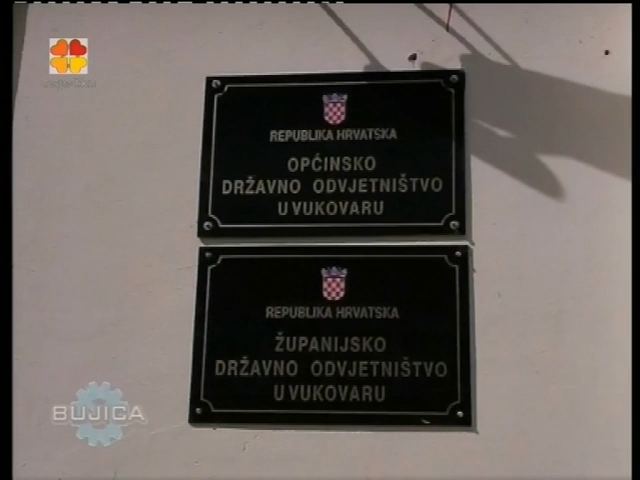 REPUBLIKA HRVATSKA
OPĆINSKO
DRŽAVNO ODVJETNIŠTVO
U VUKOVARU
REPUBLIKA HRVATSKA
ŽUPANIJSKO
DRŽAVNO ODVJETNIŠTVO
U VUKOVARU
BUJICA